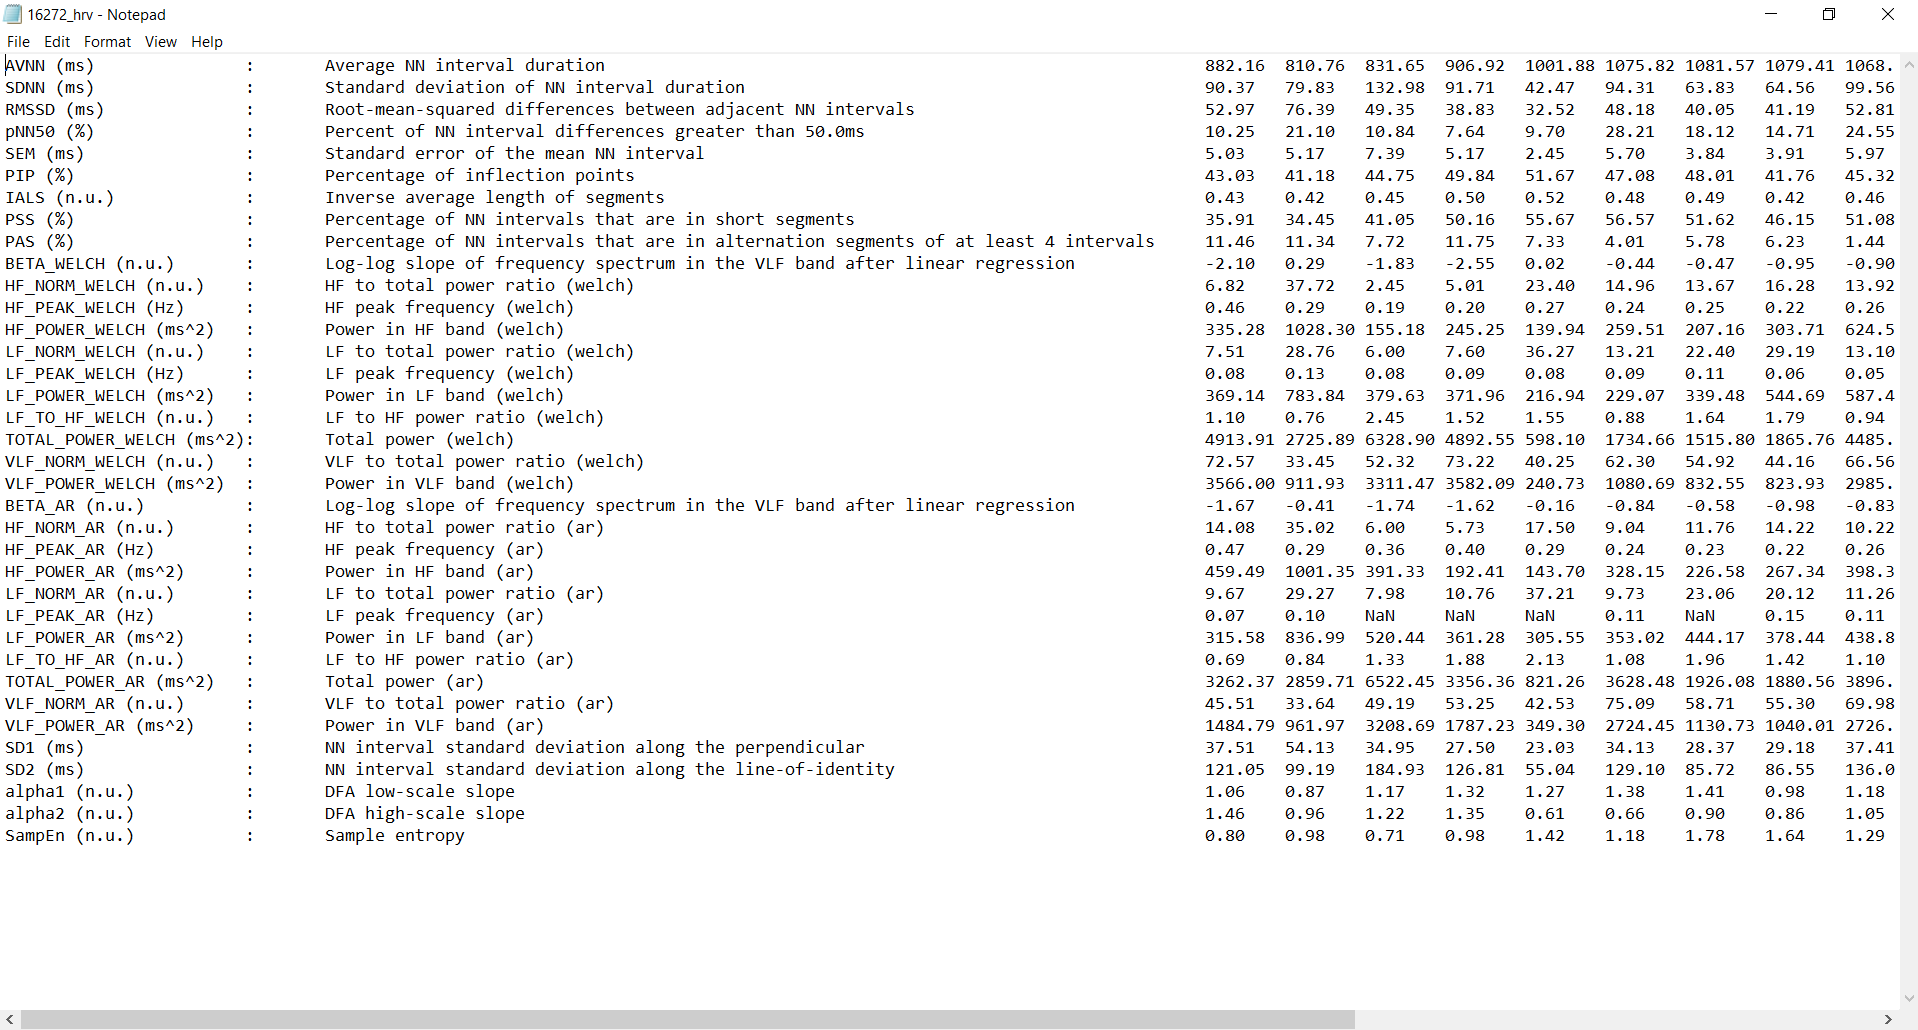 16272_hrv - Notepad
File Edit Format View Help
AVNN (ms) : Average NN interval duration 882.16 810.76 831.65 906.92 1001.88 1075.82 1081.57 1079.41 1068.
SDNN (ms) : Standard deviation of NN interval duration 90.37 79.83 132.98 91.71 42.47 94.31 63.83 64.56 99.56
RMSSD (ms) : Root-mean-squared differences between adjacent NN intervals 52.97 76.39 49.35 38.83 32.52 48.18 40.05 41.19 52.81
pNN50 (%) : Percent of NN interval differences greater than 50.0ms 10.25 21.10 10.84 7.64 9.70 28.21 18.12 14.71 24.55
SEM (ms) : Standard error of the mean NN interval 5.03 5.17 7.39 5.17 2.45 5.70 3.84 3.91 5.97
PIP (%) : Percentage of inflection points 43.03 41.18 44.75 49.84 51.67 47.08 48.01 41.76 45.32
IALS (n.u.) : Inverse average length of segments 0.43 0.42 0.45 0.50 0.52 0.48 0.49 0.42 0.46
PSS (%) : Percentage of NN intervals that are in short segments 35.91 34.45 41.05 50.16 55.67 56.57 51.62 46.15 51.08
PAS (%) : Percentage of NN intervals that are in alternation segments of at least 4 intervals 11.46 11.34 7.72 11.75 7.33 4.01 5.78 6.23 1.44
BETA_WELCH (n.u.) : Log-log slope of frequency spectrum in the VLF band after linear regression -2.10 0.29 -1.83 -2.55 0.02 -0.44 -0.47 -0.95 -0.90
HF_NORM_WELCH (n.u.) : HF to total power ratio (welch) 6.82 37.72 2.45 5.01 23.40 14.96 13.67 16.28 13.92
HF_PEAK_WELCH (Hz) : HF peak frequency (welch) 0.46 0.29 0.19 0.20 0.27 0.24 0.25 0.22 0.26
HF_POWER_WELCH (ms^2) : Power in HF band (welch) 335.28 1028.30 155.18 245.25 139.94 259.51 207.16 303.71 624.5
LF_NORM_WELCH (n.u.) : LF to total power ratio (welch) 7.51 28.76 6.00 7.60 36.27 13.21 22.40 29.19 13.10
LF_PEAK_WELCH (Hz) : LF peak frequency (welch) 0.08 0.13 0.08 0.09 0.08 0.09 0.11 0.06 0.05
LF_POWER_WELCH (ms^2) : Power in LF band (welch) 369.14 783.84 379.63 371.96 216.94 229.07 339.48 544.69 587.4
LF_TO_HF_WELCH (n.u.) : LF to HF power ratio (welch) 1.10 0.76 2.45 1.52 1.55 0.88 1.64 1.79 0.94
TOTAL_POWER_WELCH (ms^2): Total power (welch) 4913.91 2725.89 6328.90 4892.55 598.10 1734.66 1515.80 1865.76 4485.
VLF_NORM_WELCH (n.u.) : VLF to total power ratio (welch) 72.57 33.45 52.32 73.22 40.25 62.30 54.92 44.16 66.56
VLF_POWER_WELCH (ms^2) : Power in VLF band (welch) 3566.00 911.93 3311.47 3582.09 240.73 1080.69 832.55 823.93 2985.
BETA_AR (n.u.) : Log-log slope of frequency spectrum in the VLF band after linear regression -1.67 -0.41 -1.74 -1.62 -0.16 -0.84 -0.58 -0.98 -0.83
HF_NORM_AR (n.u.) : HF to total power ratio (ar) 14.08 35.02 6.00 5.73 17.50 9.04 11.76 14.22 10.22
HF_PEAK_AR (Hz) : HF peak frequency (ar) 0.47 0.29 0.36 0.40 0.29 0.24 0.23 0.22 0.26
HF_POWER_AR (ms^2) : Power in HF band (ar) 459.49 1001.35 391.33 192.41 143.70 328.15 226.58 267.34 398.3
LF_NORM_AR (n.u.) : LF to total power ratio (ar) 9.67 29.27 7.98 10.76 37.21 9.73 23.06 20.12 11.26
LF_PEAK_AR (Hz) : LF peak frequency (ar) 0.07 0.10 NaN NaN NaN 0.11 NaN 0.15 0.11
LF_POWER_AR (ms^2) : Power in LF band (ar) 315.58 836.99 520.44 361.28 305.55 353.02 444.17 378.44 438.8
LF_TO_HF_AR (n.u.) : LF to HF power ratio (ar) 0.69 0.84 1.33 1.88 2.13 1.08 1.96 1.42 1.10
TOTAL_POWER_AR (ms^2) : Total power (ar) 3262.37 2859.71 6522.45 3356.36 821.26 3628.48 1926.08 1880.56 3896.
VLF_NORM_AR (n.u.) : VLF to total power ratio (ar) 45.51 33.64 49.19 53.25 42.53 75.09 58.71 55.30 69.98
VLF_POWER_AR (ms^2) : Power in VLF band (ar) 1484.79 961.97 3208.69 1787.23 349.30 2724.45 1130.73 1040.01 2726.
SD1 (ms) : NN interval standard deviation along the perpendicular 37.51 54.13 34.95 27.50 23.03 34.13 28.37 29.18 37.41
SD2 (ms) : NN interval standard deviation along the line-of-identity 121.05 99.19 184.93 126.81 55.04 129.10 85.72 86.55 136.0
alpha1 (n.u.) : DFA low-scale slope 1.06 0.87 1.17 1.32 1.27 1.38 1.41 0.98 1.18
alpha2 (n.u.) : DFA high-scale slope 1.46 0.96 1.22 1.35 0.61 0.66 0.90 0.86 1.05
SampEn (n.u.) : Sample entropy 0.80 0.98 0.71 0.98 1.42 1.18 1.78 1.64 1.29